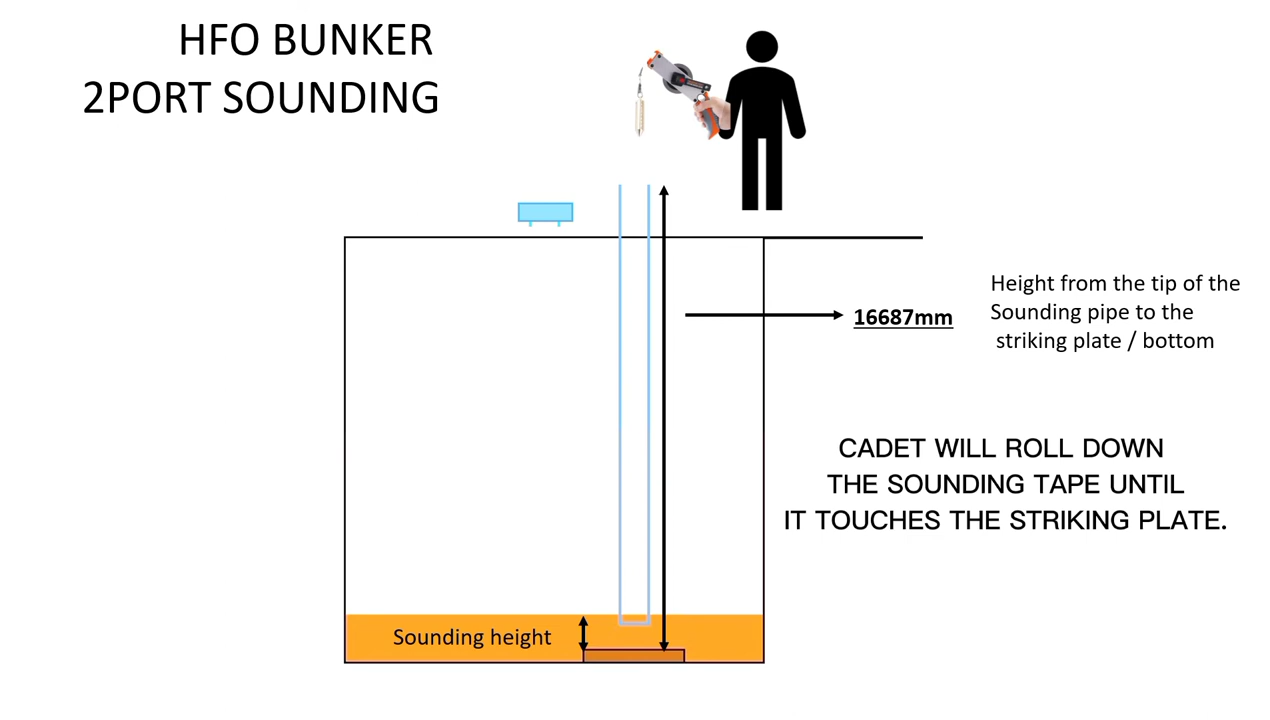 HFO BUNKER
2PORT SOUNDING
16687mm
Height from the tip of the
Sounding pipe to the
striking plate / bottom
CADET WILL ROLL DOWN
THE SOUNDING TAPE UNTIL
IT TOUCHES THE STRIKING PLATE.
Sounding height